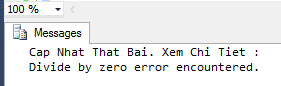 100 %
Messages
Cap Nhat That Bai. Xem Chi Tiet :
Divide by zero error encountered.